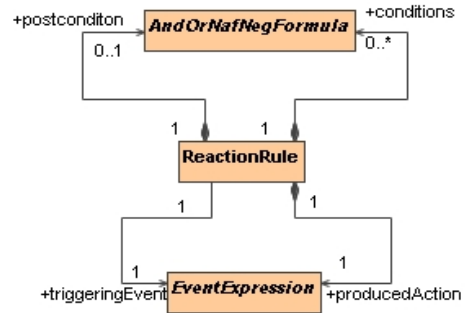 +postconditon
+conditions
AndOrNafNegFormula
0..1
0..*
1
1
ReactionRule
1
1
1
1
+triggeringEvent
EventExpression
+producedAction